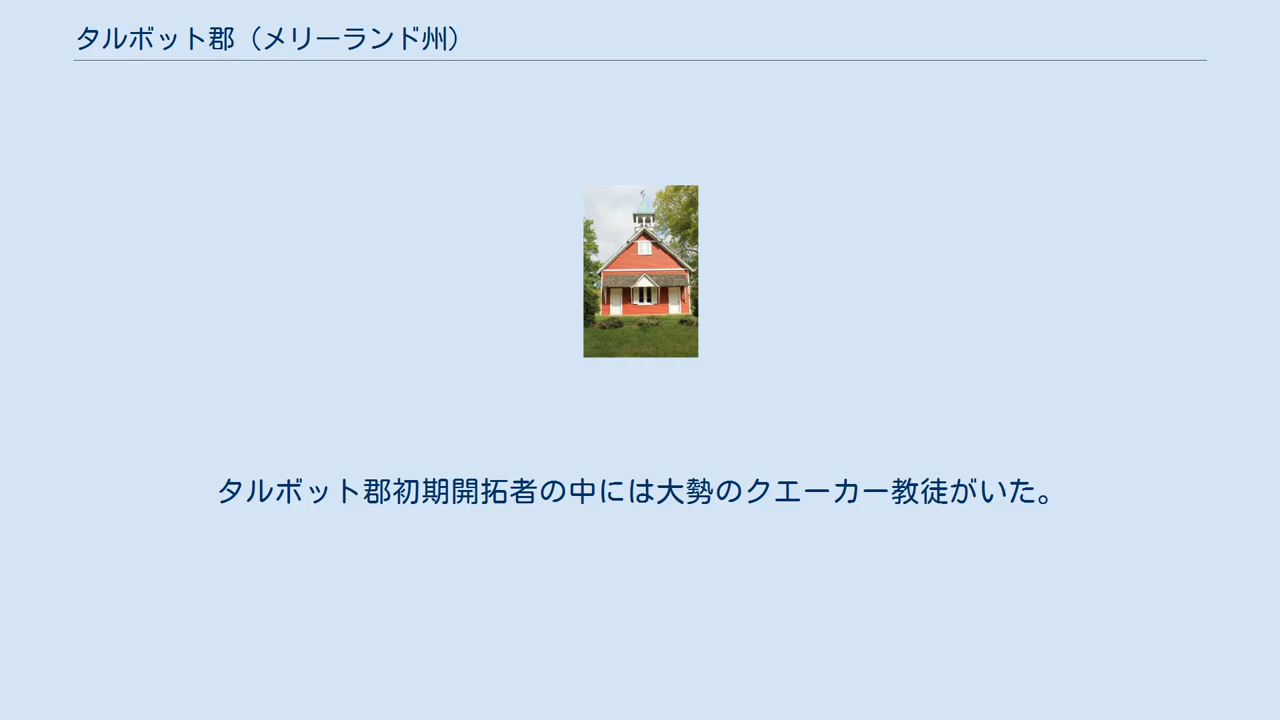 タルボット郡（メリーランド州）
タルボット郡初期開拓者の中には大勢のクエーカー教徒がいた。